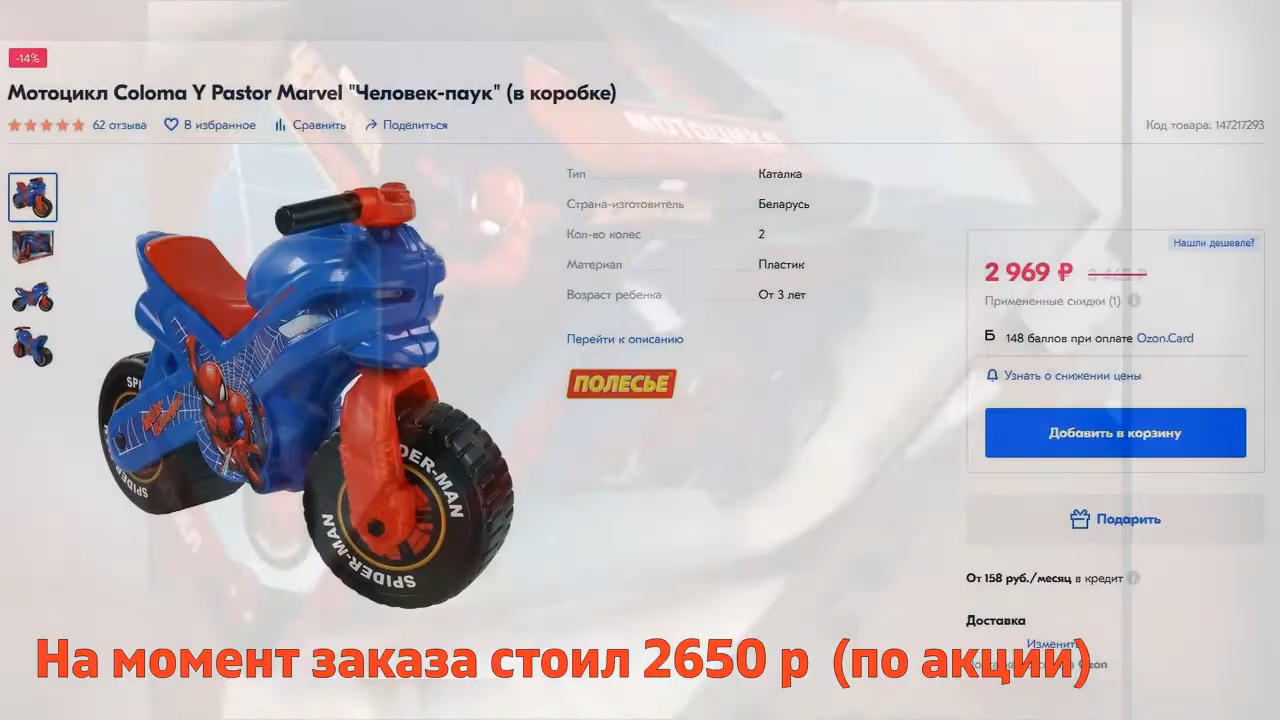 -14%
Мотоцикл Coloma Y Pastor Marvel "Человек-паук" (в коробке)
62 отзыва В избранное Сравнить Поделиться
Код товара: 147217293
Тип Каталка
Страна-изготовитель Беларусь
Кол-во колес 2
Материал Пластик
Возраст ребенка От 3 лет
Перейти к описанию
ПОЛЕСЬЕ
Нашли дешевле?
2 969 ₽
Примененные скидки (1)
Б 148 баллов при оплате Ozon.Card
Узнать о снижении цены
Добавить в корзину
Подарить
От 158 руб./месяц в кредит
Доставка
Изменить
Ozon
SPIDER-MAN
SPIDER-MAN
SPIDER
На момент заказа стоил 2650 р (по акции)